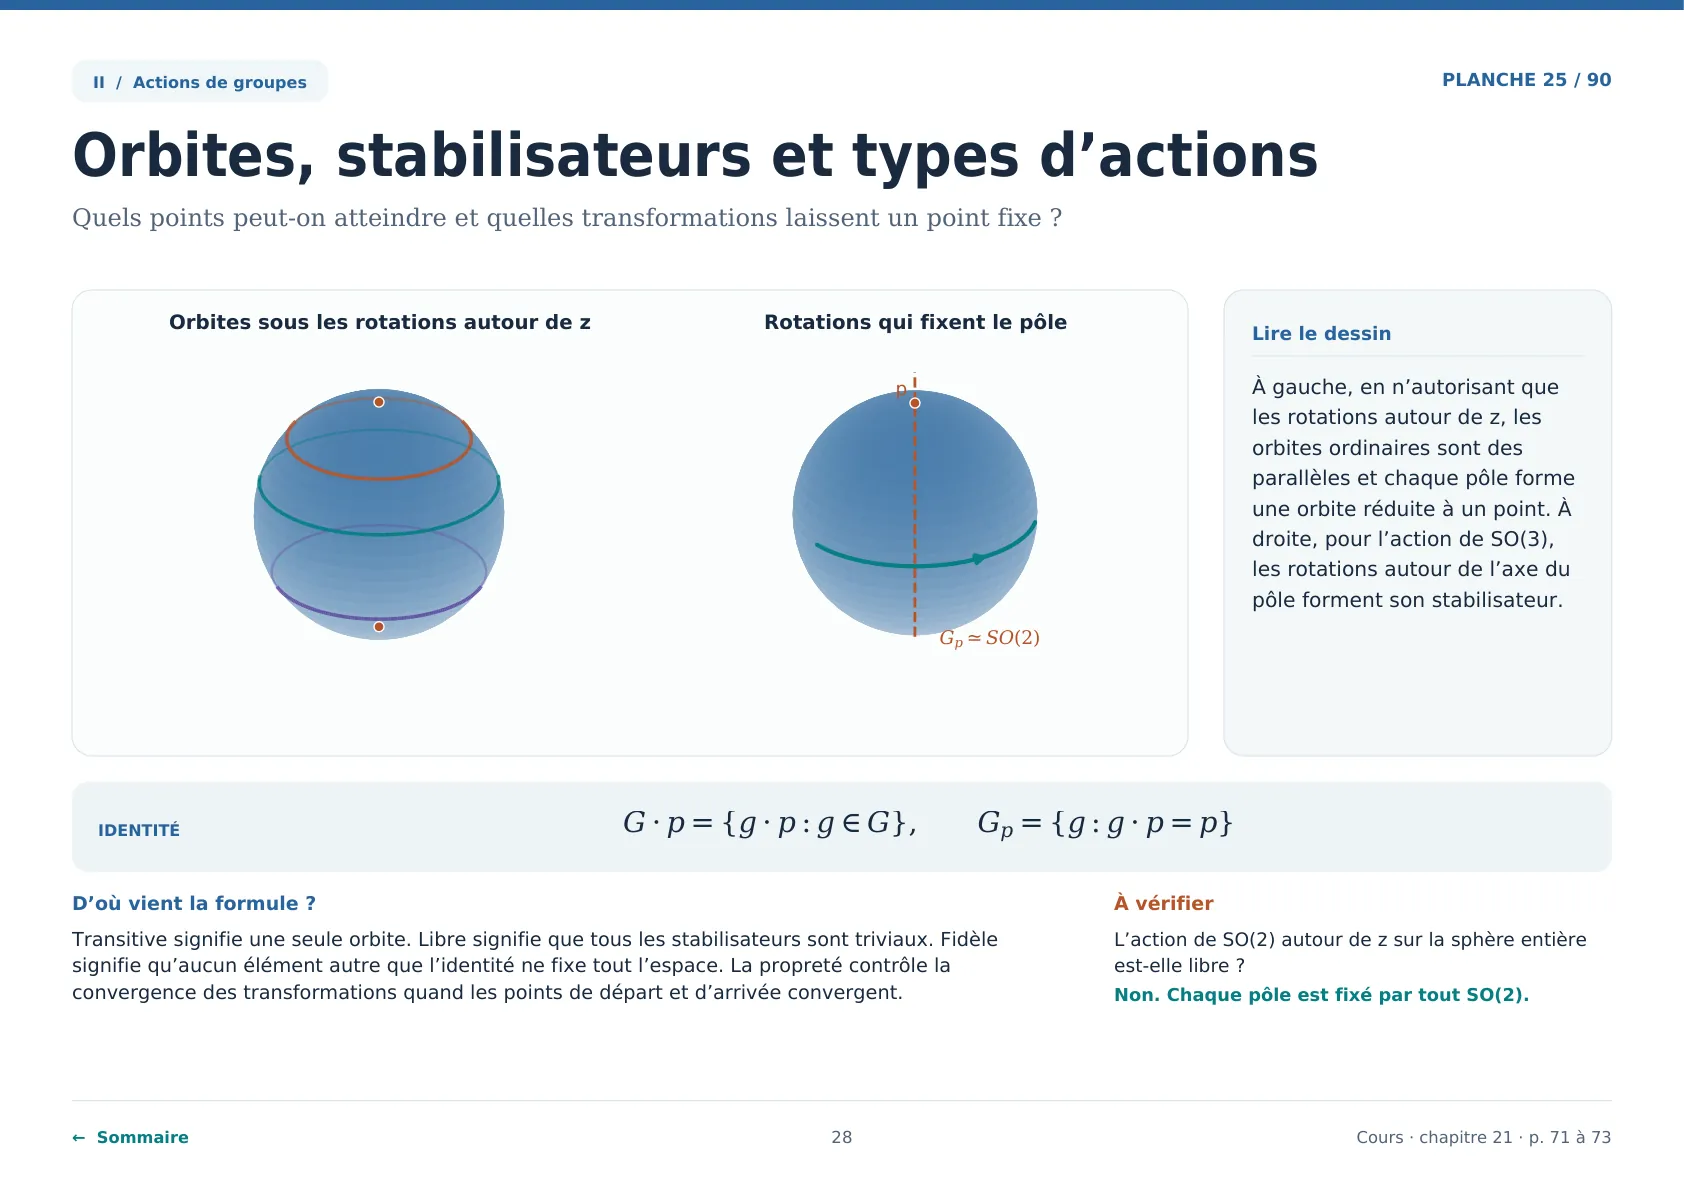 II / Actions de groupes
PLANCHE 25 / 90
Orbites, stabilisateurs et types d’actions
Quels points peut-on atteindre et quelles transformations laissent un point fixe ?
Orbites sous les rotations autour de z
Rotations qui fixent le pôle
p
G_p ≃ SO(2)
Lire le dessin
À gauche, en n’autorisant que
les rotations autour de z, les
orbites ordinaires sont des
parallèles et chaque pôle forme
une orbite réduite à un point. À
droite, pour l’action de SO(3),
les rotations autour de l’axe du
pôle forment son stabilisateur.
IDENTITÉ
G · p = {g · p : g ∈ G},  G_p = {g : g · p = p}
D’où vient la formule ?
Transitive signifie une seule orbite. Libre signifie que tous les stabilisateurs sont triviaux. Fidèle
signifie qu’aucun élément autre que l’identité ne fixe tout l’espace. La propreté contrôle la
convergence des transformations quand les points de départ et d’arrivée convergent.
À vérifier
L’action de SO(2) autour de z sur la sphère entière
est-elle libre ?
Non. Chaque pôle est fixé par tout SO(2).
← Sommaire
28
Cours · chapitre 21 · p. 71 à 73